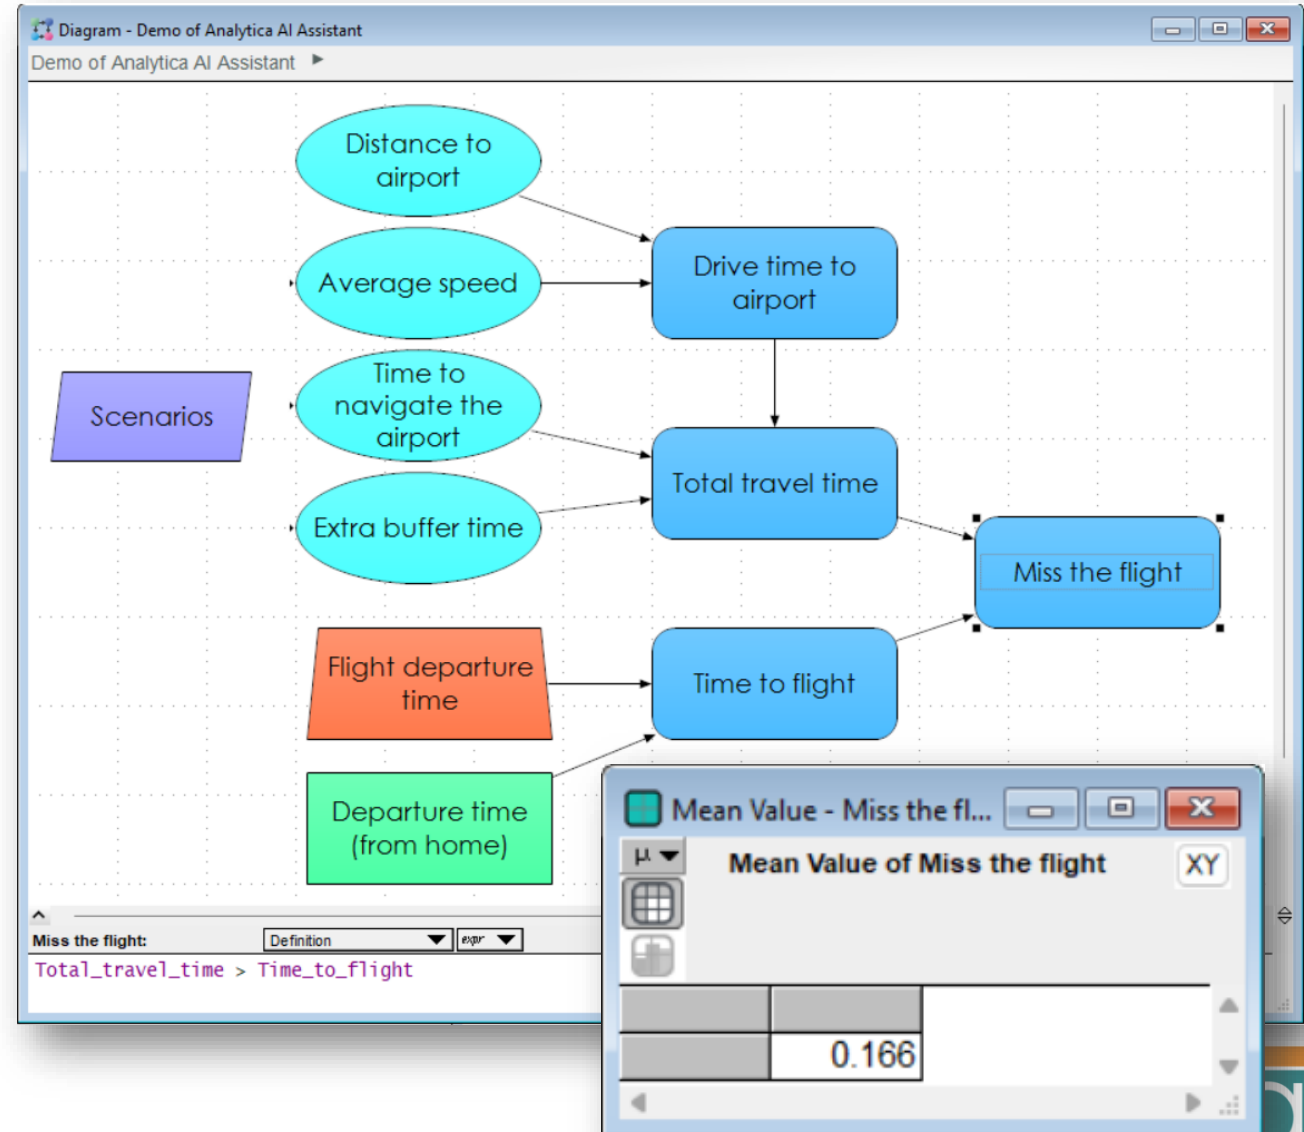 Diagram - Demo of Analytica AI Assistant
Demo of Analytica AI Assistant
Distance to
airport
Average speed
Drive time to
airport
Time to
navigate the
airport
Scenarios
Total travel time
Extra buffer time
Miss the flight
Flight departure
time
Time to flight
Departure time
(from home)
Miss the flight:
Definition
expr
Total_travel_time > Time_to_flight
Mean Value - Miss the fl...
μ
Mean Value of Miss the flight
XY
0.166